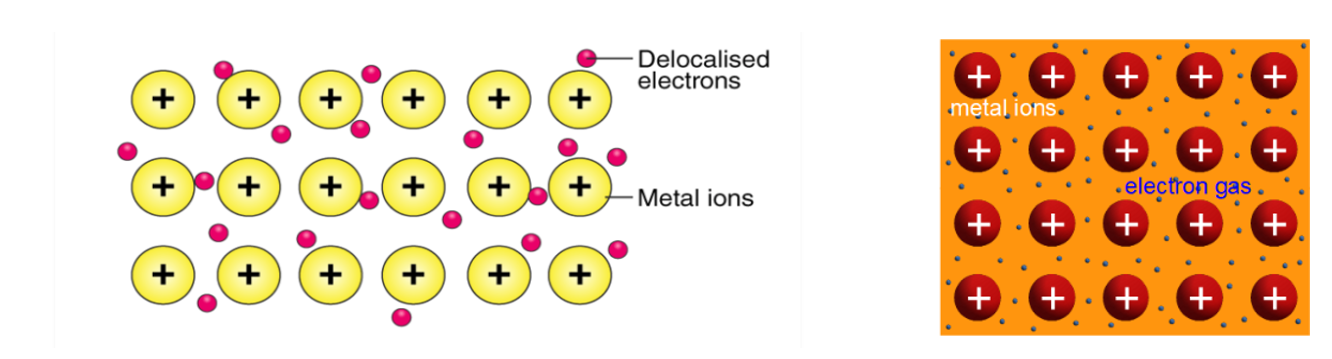 Delocalised
electrons
+ + + + + +
+ + + + + +
Metal ions
+ + + + + +
+ + + + +
metal ions
+ + + + +
electron gas
+ + + + +
+ + + + +